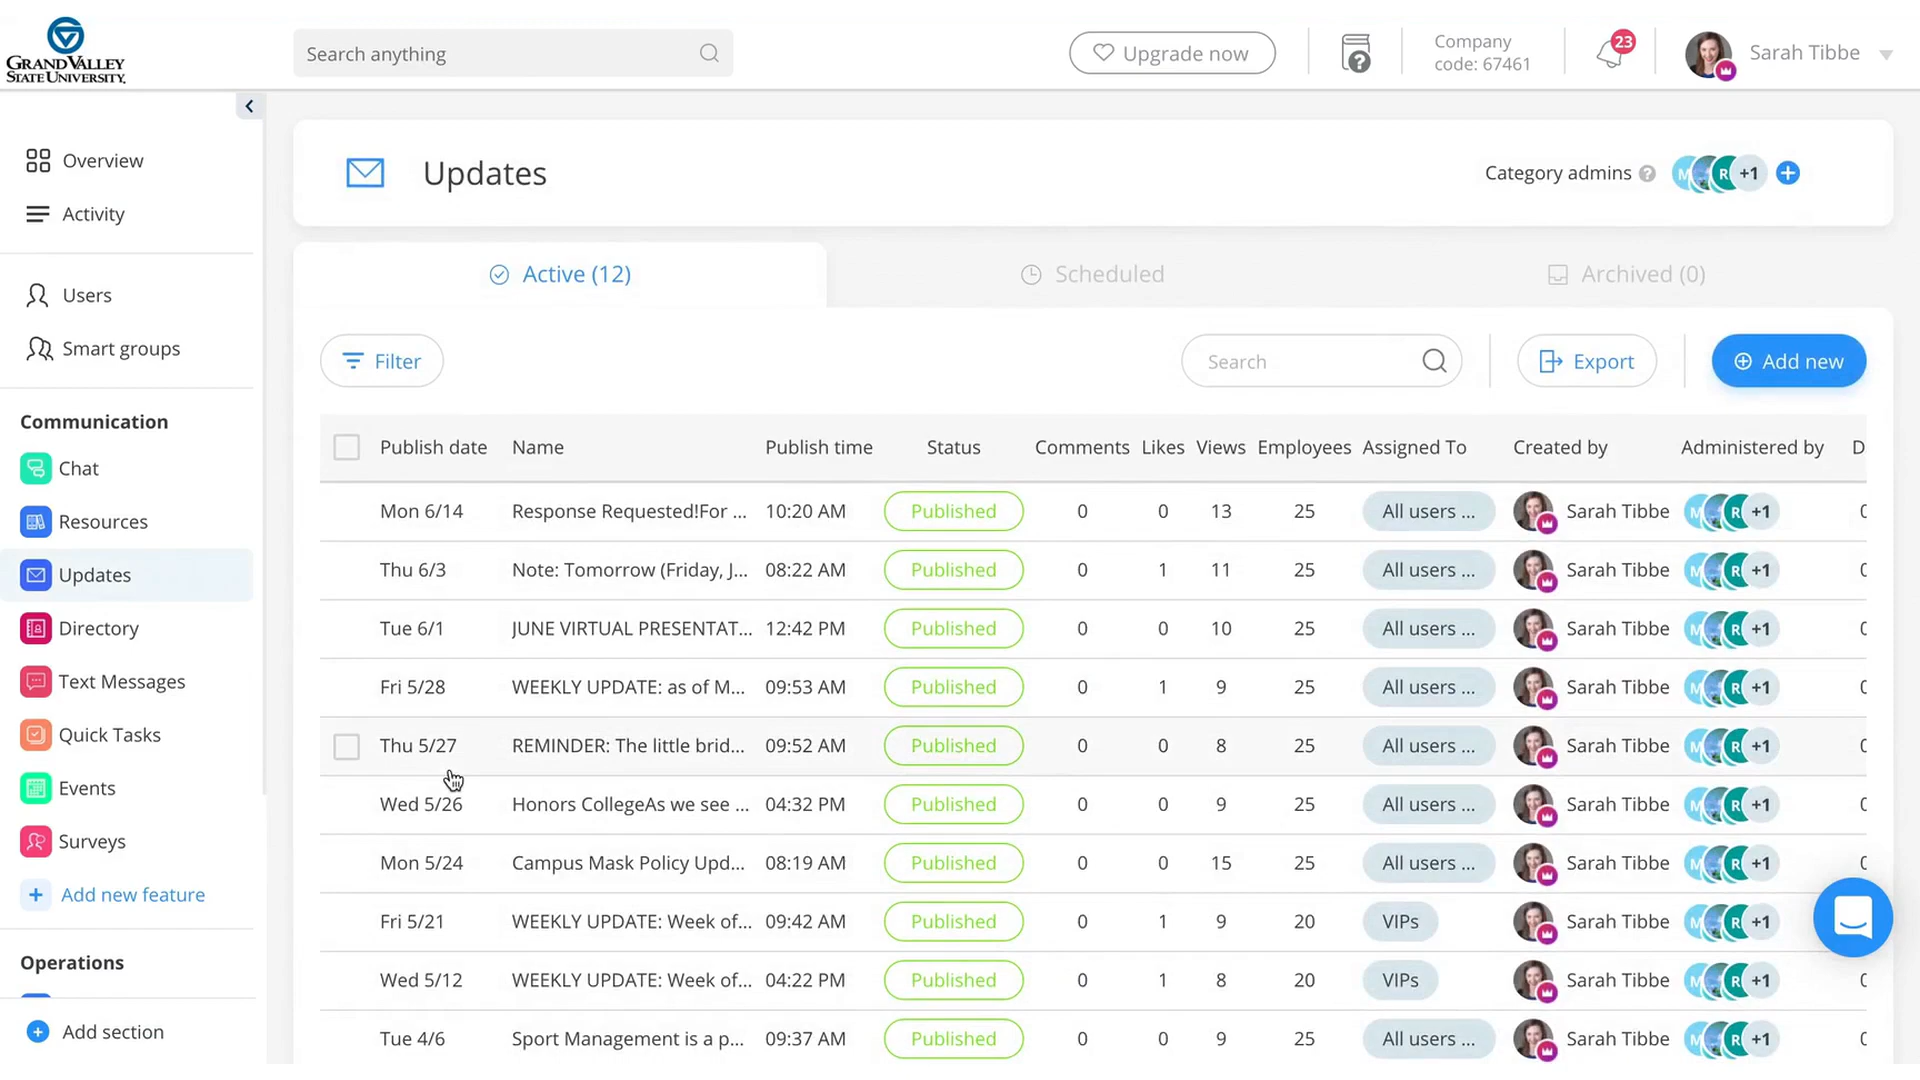 GRANDVALLEY
STATE UNIVERSITY.
Search anything
Upgrade now
?
Company
code: 67461
23
Sarah Tibbe
Overview
Activity
Users
Smart groups
Communication
Chat
Resources
Updates
Directory
Text Messages
Quick Tasks
Events
Surveys
+ Add new feature
Operations
+ Add section
Updates
Category admins ? M R +1 +
Active (12)
Scheduled
Archived (0)
Filter
Search
Export
Add new
Publish date Name Publish time Status Comments Likes Views Employees Assigned To Created by Administered by D
Mon 6/14 Response Requested!For ... 10:20 AM Published 0 0 13 25 All users ... Sarah Tibbe M R +1
Thu 6/3 Note: Tomorrow (Friday, J... 08:22 AM Published 0 1 11 25 All users ... Sarah Tibbe M R +1
Tue 6/1 JUNE VIRTUAL PRESENTAT... 12:42 PM Published 0 0 10 25 All users ... Sarah Tibbe M R +1
Fri 5/28 WEEKLY UPDATE: as of M... 09:53 AM Published 0 1 9 25 All users ... Sarah Tibbe M R +1
Thu 5/27 REMINDER: The little brid... 09:52 AM Published 0 0 8 25 All users ... Sarah Tibbe M R +1
Wed 5/26 Honors CollegeAs we see ... 04:32 PM Published 0 0 9 25 All users ... Sarah Tibbe M R +1
Mon 5/24 Campus Mask Policy Upd... 08:19 AM Published 0 0 15 25 All users ... Sarah Tibbe M R +1
Fri 5/21 WEEKLY UPDATE: Week of... 09:42 AM Published 0 1 9 20 VIPs Sarah Tibbe M R +1
Wed 5/12 WEEKLY UPDATE: Week of... 04:22 PM Published 0 1 8 20 VIPs Sarah Tibbe M R +1
Tue 4/6 Sport Management is a p... 09:37 AM Published 0 0 9 25 All users ... Sarah Tibbe M R +1